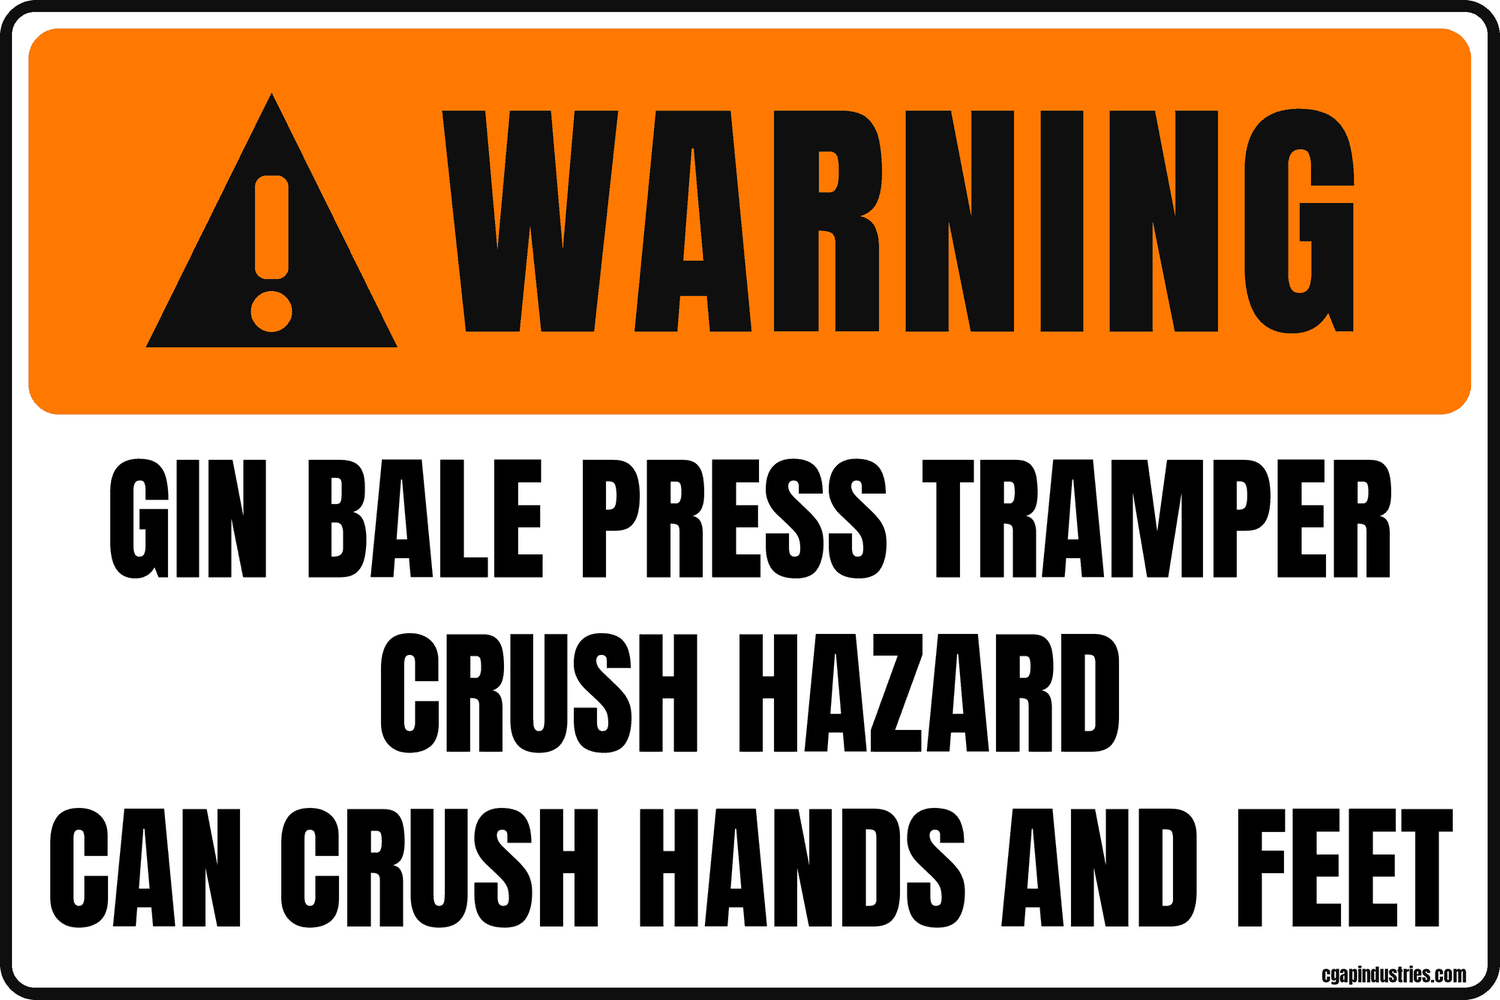 WARNING
GIN BALE PRESS TRAMPER
CRUSH HAZARD
CAN CRUSH HANDS AND FEET
cgapindustries.com